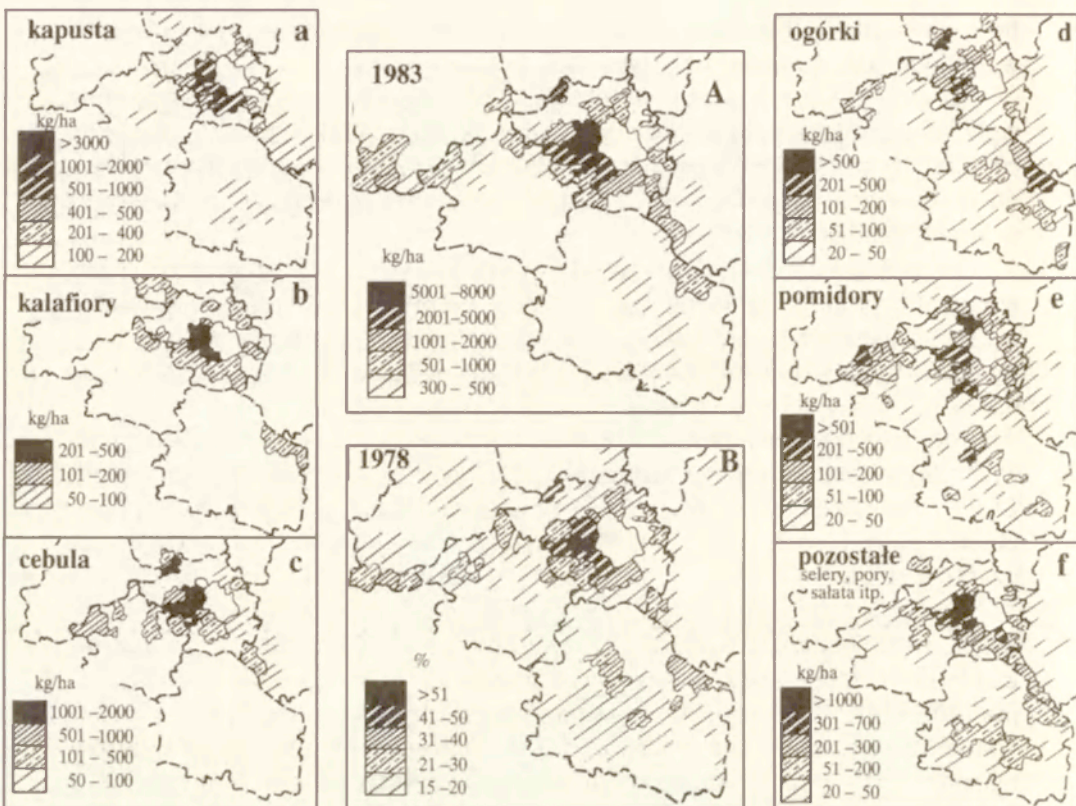 kapusta a
kg/ha
>3000
1001 –2000
501 –1000
401 – 500
201 – 400
100 – 200
kalafiory b
kg/ha
201 –500
101 –200
50 –100
cebula c
kg/ha
1001 –2000
501 –1000
101 – 500
50 – 100
1983 A
kg/ha
5001 –8000
2001–5000
1001 –2000
501 –1000
300 – 500
1978 B
%
>51
41 –50
31 –40
21 –30
15 –20
ogórki d
kg/ha
>500
201 –500
101 –200
51 –100
20 – 50
pomidory e
kg/ha
>501
201 –500
101 –200
51 –100
20 – 50
pozostałe f
selery, pory,
sałata itp.
kg/ha
>1000
301 –700
201 –300
51 –200
20 – 50